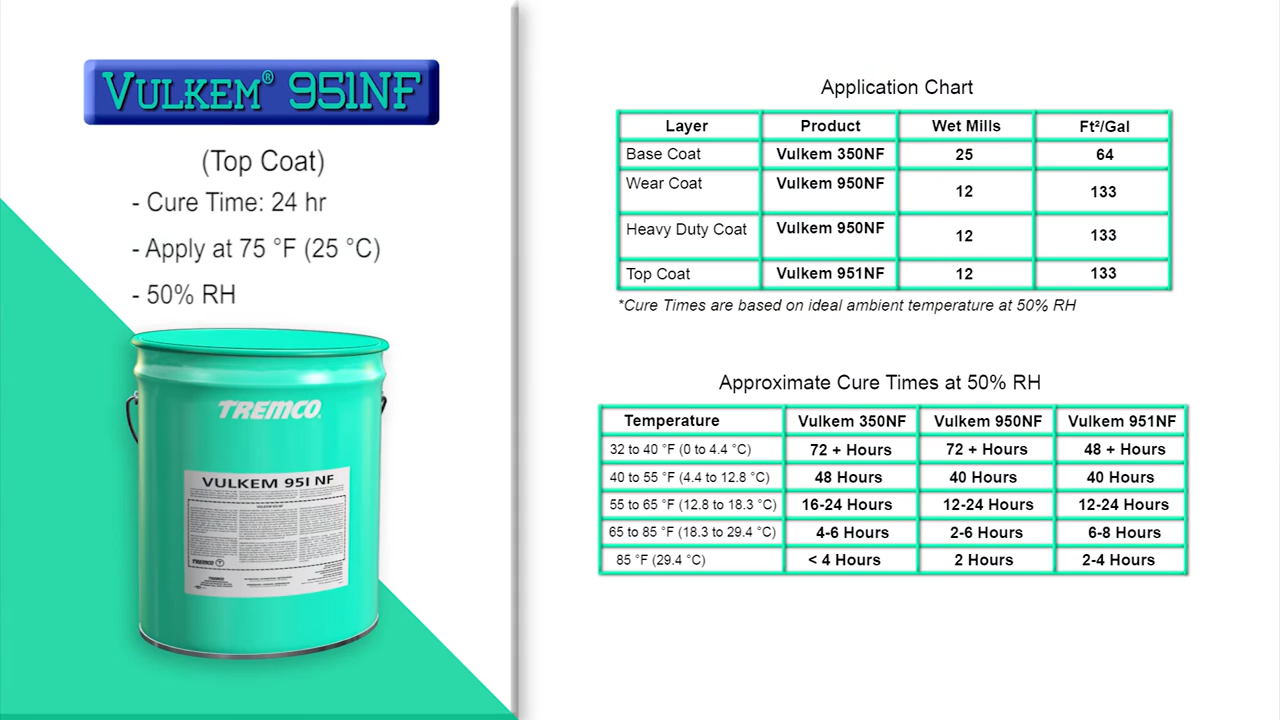 VULKEM® 951NF
(Top Coat)
- Cure Time: 24 hr
- Apply at 75 °F (25 °C)
- 50% RH
TREMCO
VULKEM 951 NF
TREMCO
Application Chart
Layer Product Wet Mills Ft²/Gal
Base Coat Vulkem 350NF 25 64
Wear Coat Vulkem 950NF 12 133
Heavy Duty Coat Vulkem 950NF 12 133
Top Coat Vulkem 951NF 12 133
*Cure Times are based on ideal ambient temperature at 50% RH
Approximate Cure Times at 50% RH
Temperature Vulkem 350NF Vulkem 950NF Vulkem 951NF
32 to 40 °F (0 to 4.4 °C) 72 + Hours 72 + Hours 48 + Hours
40 to 55 °F (4.4 to 12.8 °C) 48 Hours 40 Hours 40 Hours
55 to 65 °F (12.8 to 18.3 °C) 16-24 Hours 12-24 Hours 12-24 Hours
65 to 85 °F (18.3 to 29.4 °C) 4-6 Hours 2-6 Hours 6-8 Hours
85 °F (29.4 °C) < 4 Hours 2 Hours 2-4 Hours